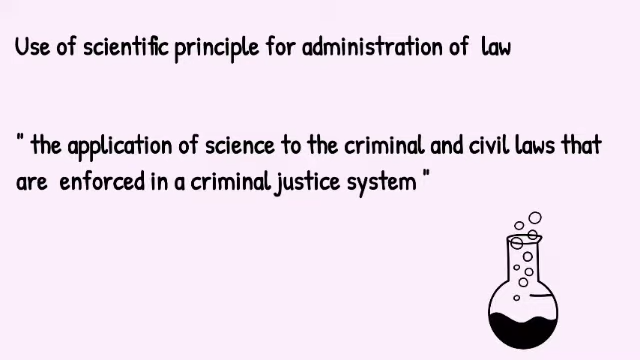 Use of scientific principle for administration of law
" the application of science to the criminal and civil laws that
are enforced in a criminal justice system "